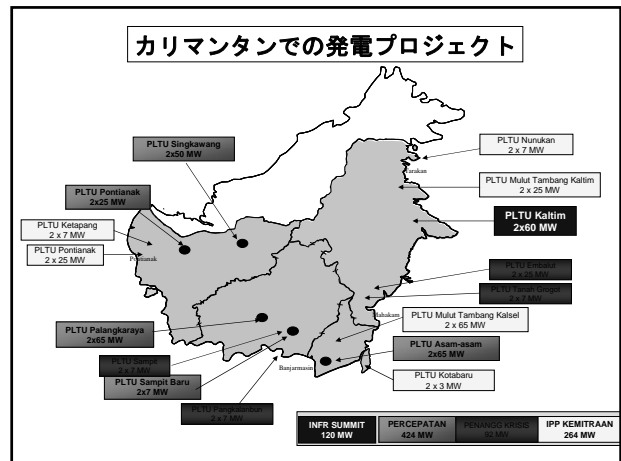 カリマンタンでの発電プロジェクト
PLTU Singkawang
2x50 MW
PLTU Nunukan
2 x 7 MW
Tarakan
PLTU Mulut Tambang Kaltim
2 x 25 MW
PLTU Pontianak
2x25 MW
PLTU Kaltim
2x60 MW
PLTU Ketapang
2 x 7 MW
PLTU Pontianak
2 x 25 MW
Pontianak
PLTU Embalut
2 x 25 MW
PLTU Tanah Grogot
2 x 7 MW
Mahakam
PLTU Mulut Tambang Kalsel
2 x 65 MW
PLTU Palangkaraya
2x65 MW
PLTU Asam-asam
2x65 MW
PLTU Sampit
2 x 7 MW
PLTU Sampit Baru
2x7 MW
Banjarmasin
PLTU Kotabaru
2 x 3 MW
PLTU Pangkalanbun
2 x 7 MW
INFR SUMMIT
120 MW
PERCEPATAN
424 MW
PENANGG KRISIS
92 MW
IPP KEMITRAAN
264 MW